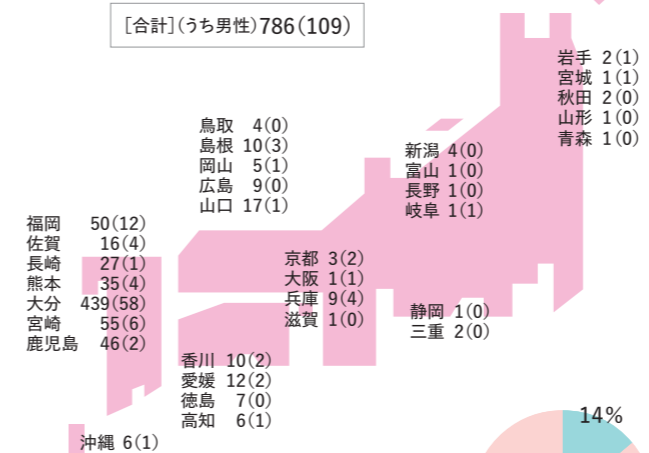 ［合計］（うち男性）786（109）
岩手 2（1）
宮城 1（1）
秋田 2（0）
山形 1（0）
青森 1（0）
鳥取 4（0）
島根 10（3）
岡山 5（1）
広島 9（0）
山口 17（1）
新潟 4（0）
富山 1（0）
長野 1（0）
岐阜 1（1）
福岡 50（12）
佐賀 16（4）
長崎 27（1）
熊本 35（4）
大分 439（58）
宮崎 55（6）
鹿児島 46（2）
京都 3（2）
大阪 1（1）
兵庫 9（4）
滋賀 1（0）
静岡 1（0）
三重 2（0）
香川 10（2）
愛媛 12（2）
徳島 7（0）
高知 6（1）
沖縄 6（1）
14%